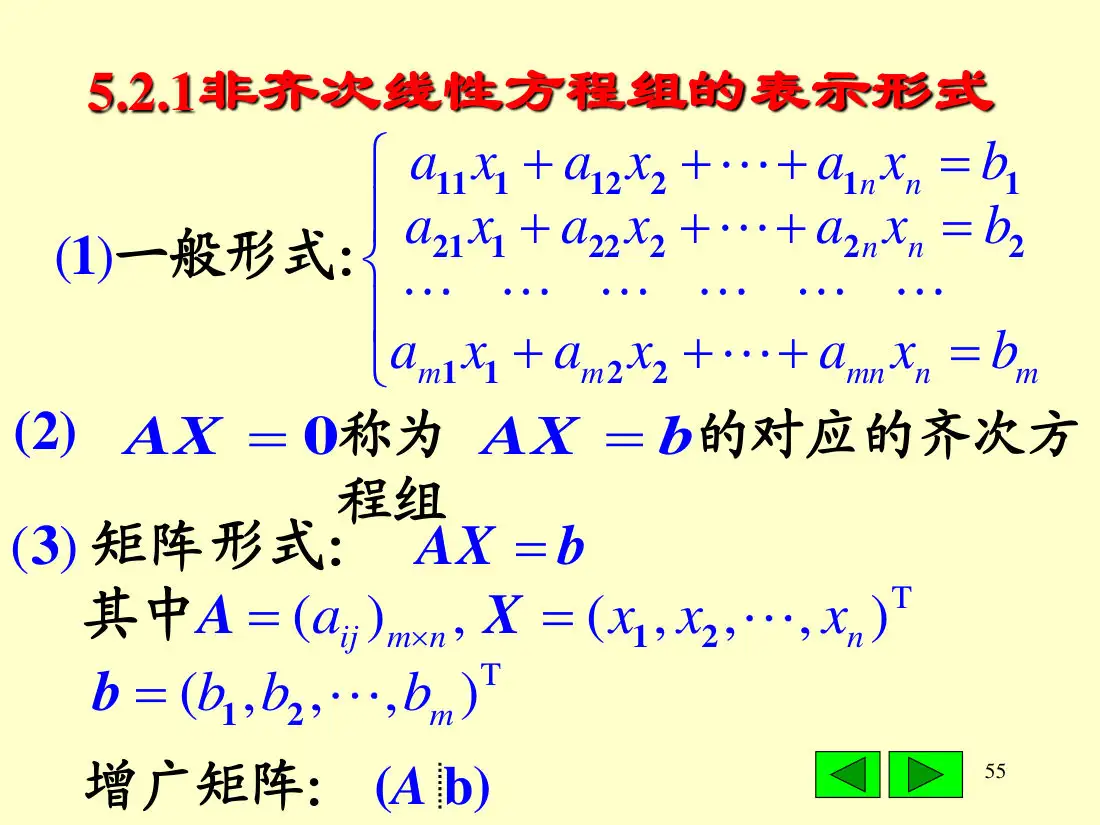 5.2.1非齐次线性方程组的表示形式
a₁₁x₁ + a₁₂x₂ + ⋯ + a₁ₙxₙ = b₁
a₂₁x₁ + a₂₂x₂ + ⋯ + a₂ₙxₙ = b₂
(1)一般形式:
⋯ ⋯ ⋯ ⋯ ⋯ ⋯
aₘ₁x₁ + aₘ₂x₂ + ⋯ + aₘₙxₙ = bₘ
(2) AX = 0称为 AX = b的对应的齐次方
程组
(3) 矩阵形式: AX = b
其中A = (aᵢⱼ)ₘ×ₙ, X = (x₁, x₂, ⋯, xₙ)ᵀ
b = (b₁, b₂, ⋯, bₘ)ᵀ
增广矩阵: (A ┊ b)
55